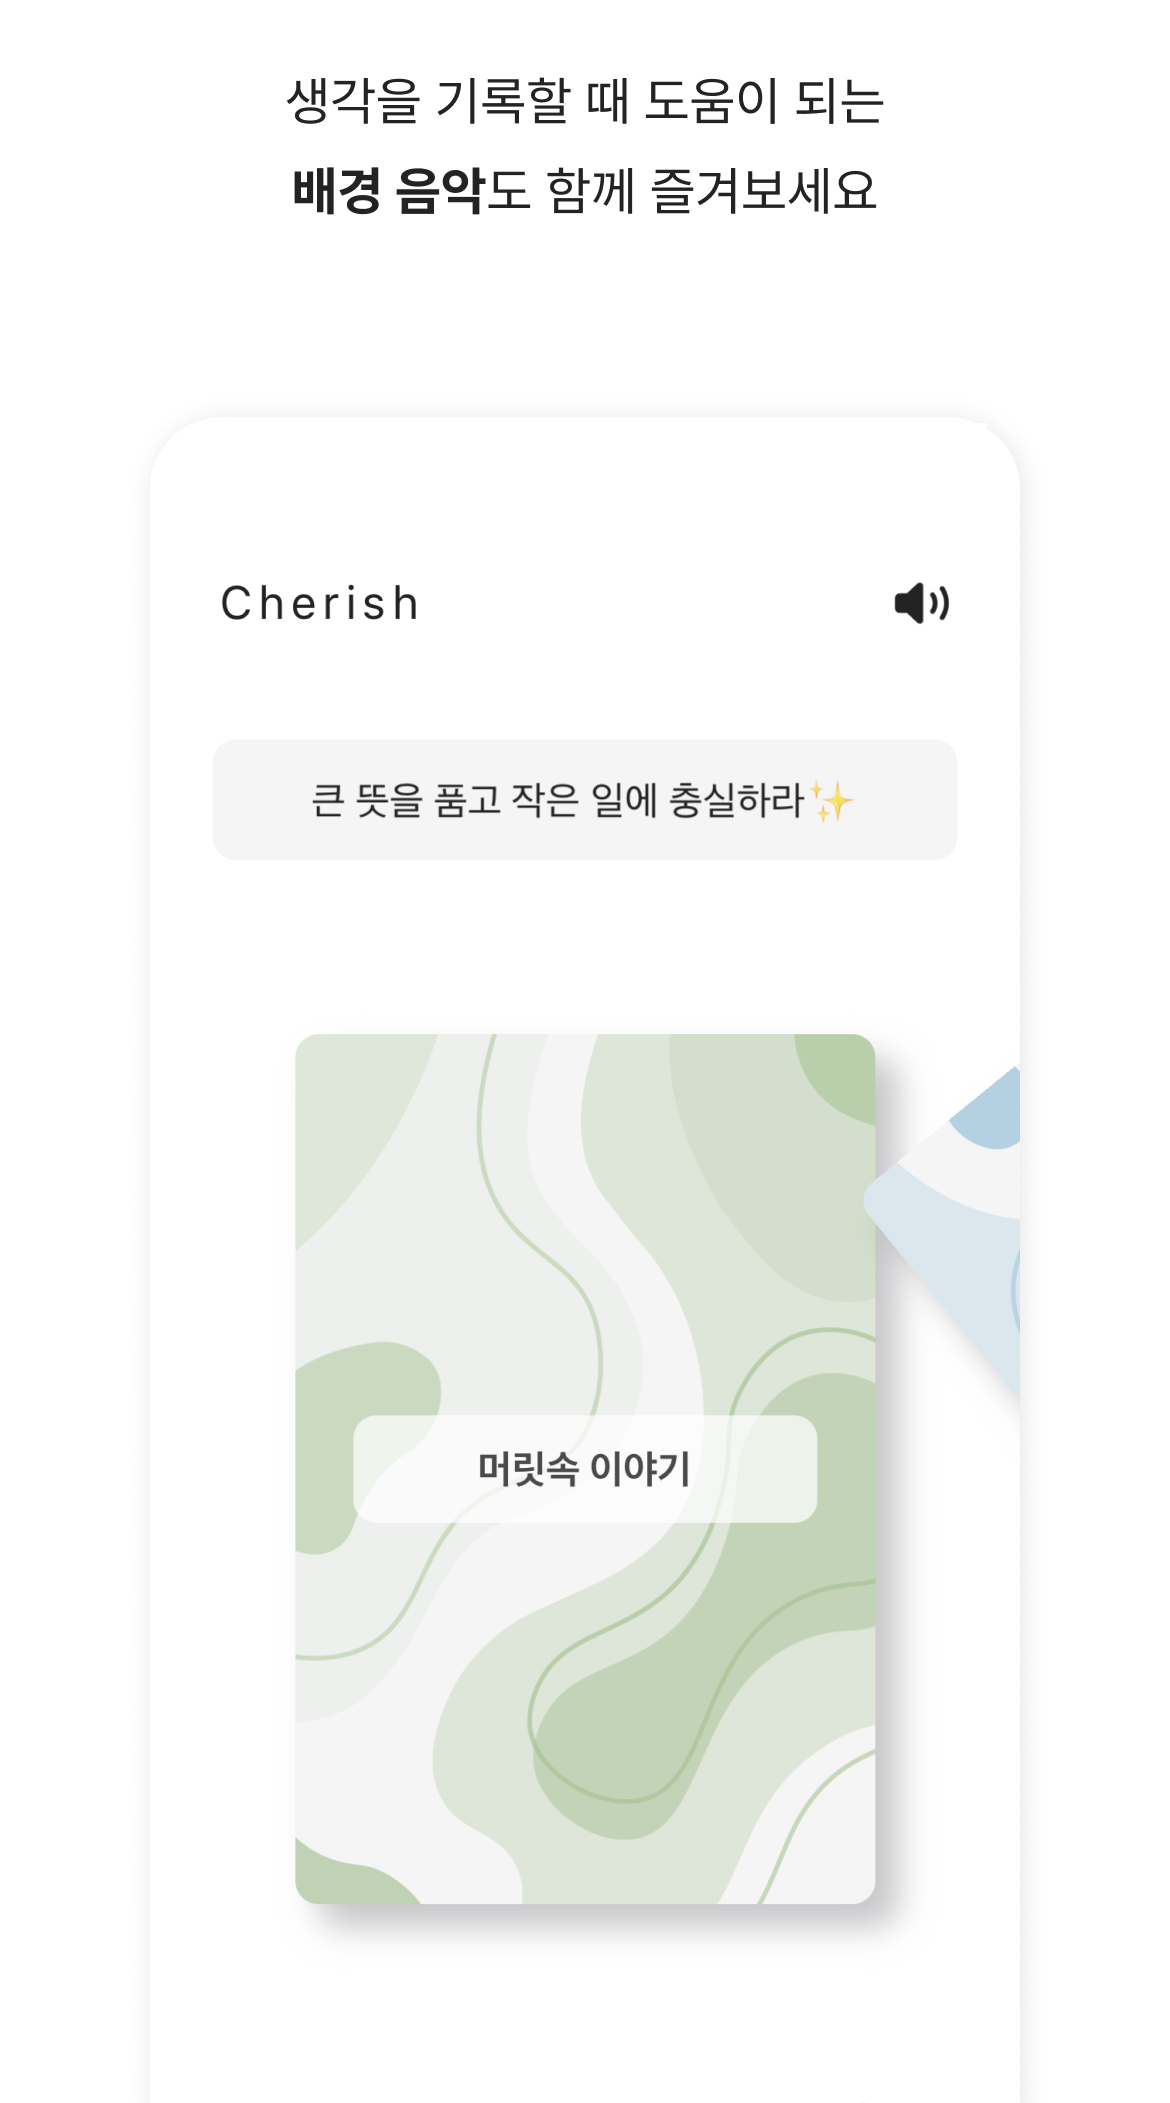 생각을 기록할 때 도움이 되는
배경 음악도 함께 즐겨보세요
Cherish
큰 뜻을 품고 작은 일에 충실하라✨
머릿속 이야기